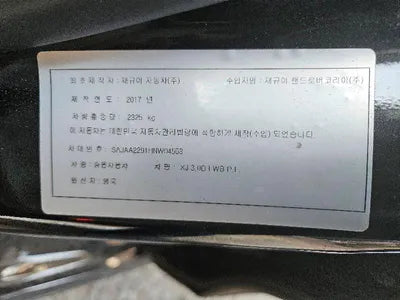 최초제작자 : 재규어 자동차(주) 수입자명 : 재규어 랜드로버 코리아(주)
제작연도 : 2017 년
차량총중량 : 2325 kg
이 자동차는 대한민국 자동차관리법령에 적합하게 제작(수입) 되었습니다.
차대번호 : SAJAA2291HNW04503
차종 : 승용자동차 차명 : XJ 3.0D LWB P.L
원산지 : 영국